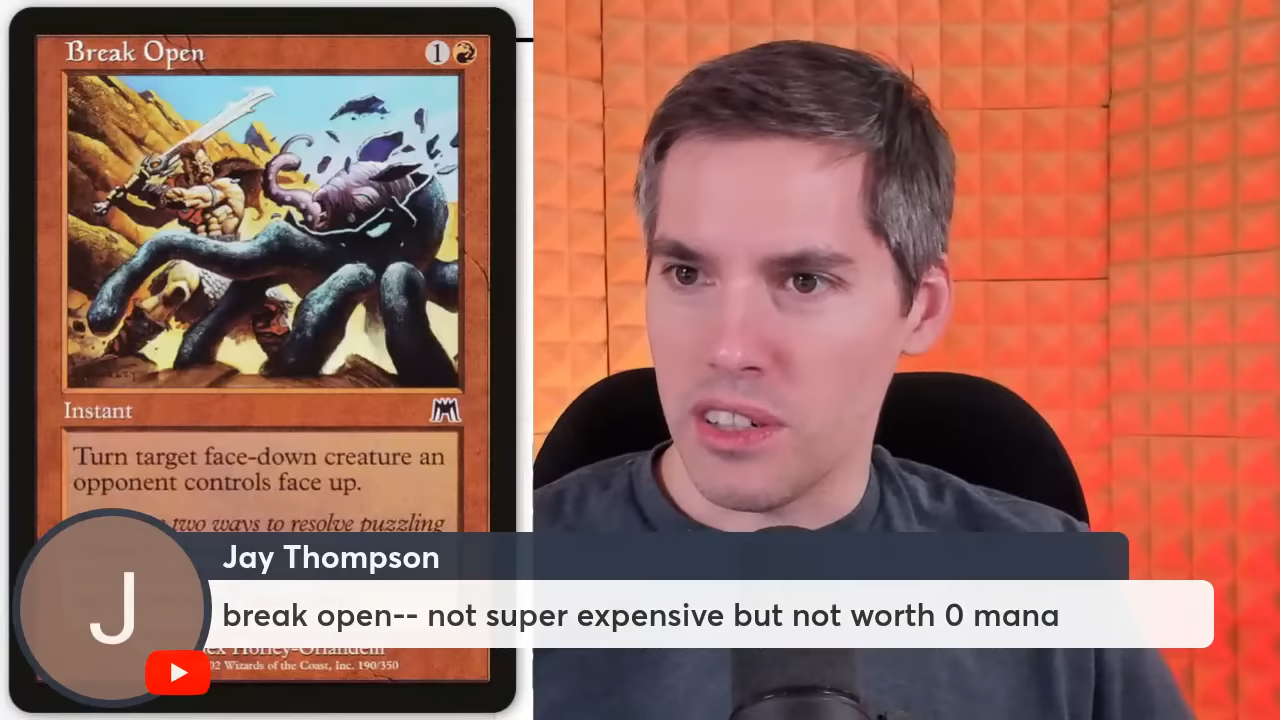 Break Open
1
Instant
Turn target face-down creature an
opponent controls face up.
two ways to resolve puzzling
J
Jay Thompson
break open-- not super expensive but not worth 0 mana
02 Wizards of the Coast, Inc. 190/350